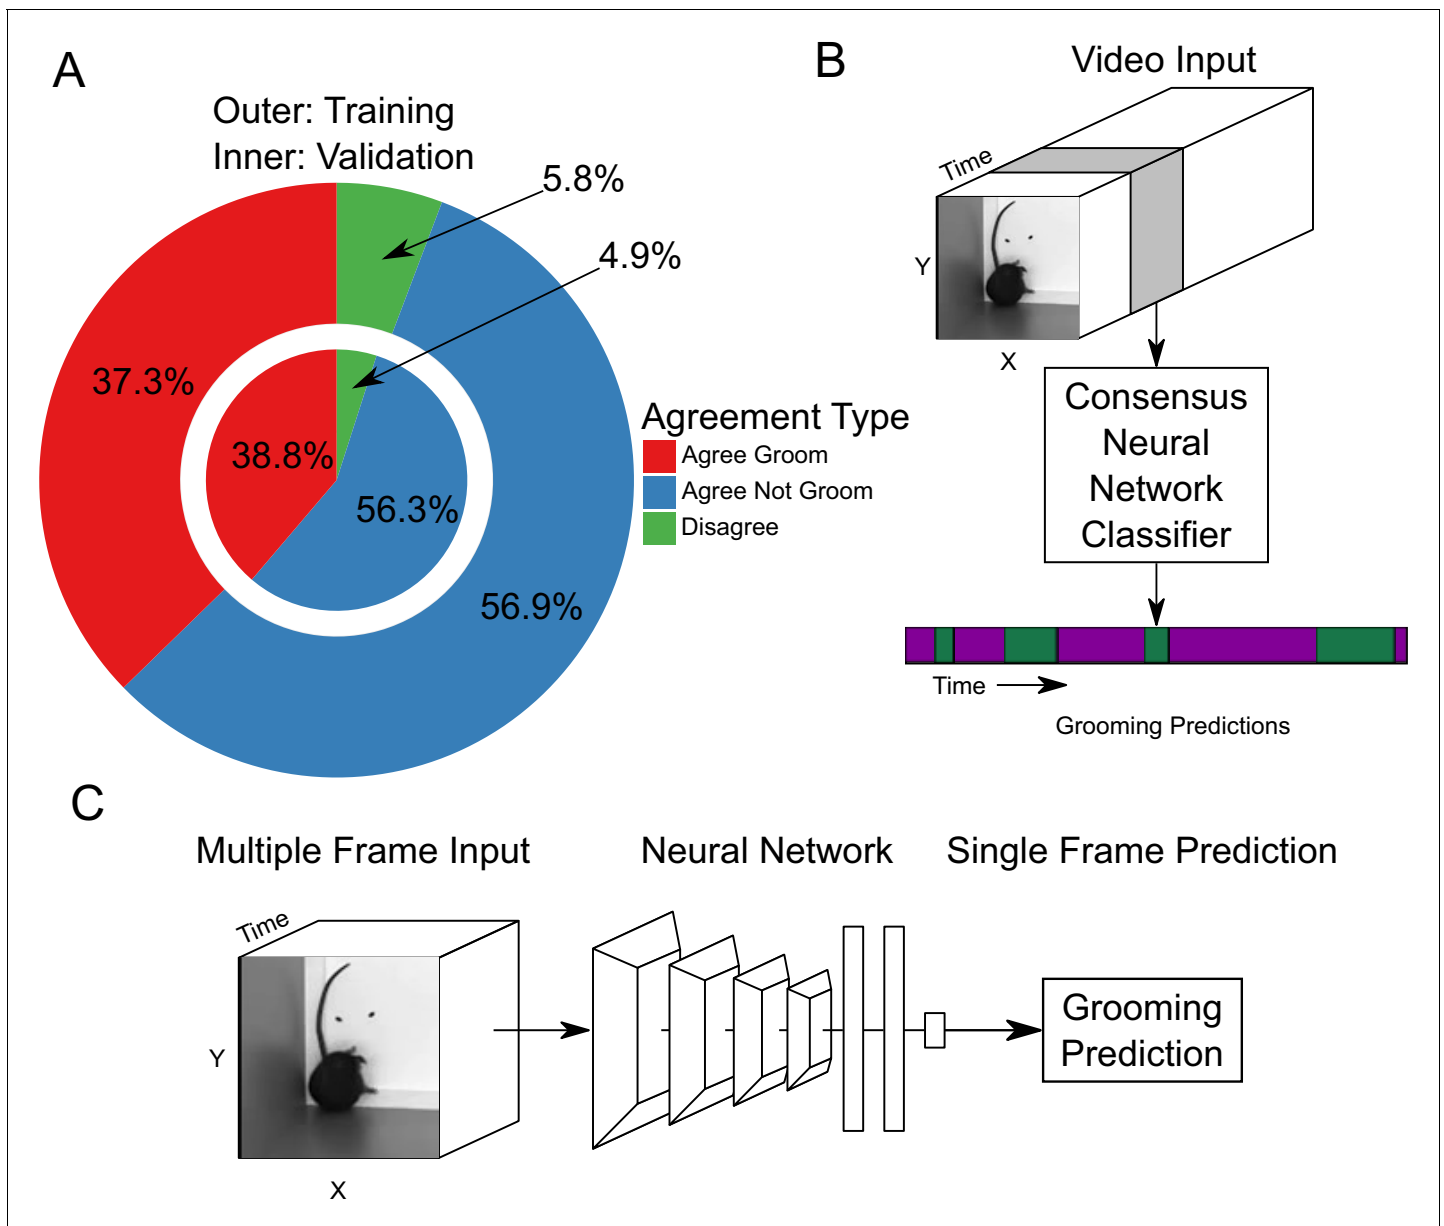 A
Outer: Training
Inner: Validation
5.8%
4.9%
37.3%
38.8%
56.3%
56.9%
Agreement Type
Agree Groom
Agree Not Groom
Disagree
B
Video Input
Time
Y
X
Consensus
Neural
Network
Classifier
Time
Grooming Predictions
C
Multiple Frame Input
Neural Network
Single Frame Prediction
Time
Y
X
Grooming
Prediction